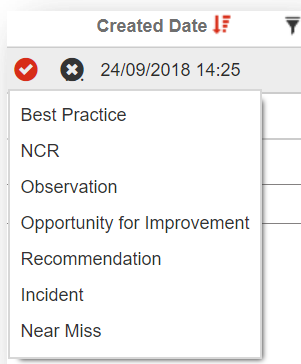 Created Date
24/09/2018 14:25
Best Practice
NCR
Observation
Opportunity for Improvement
Recommendation
Incident
Near Miss